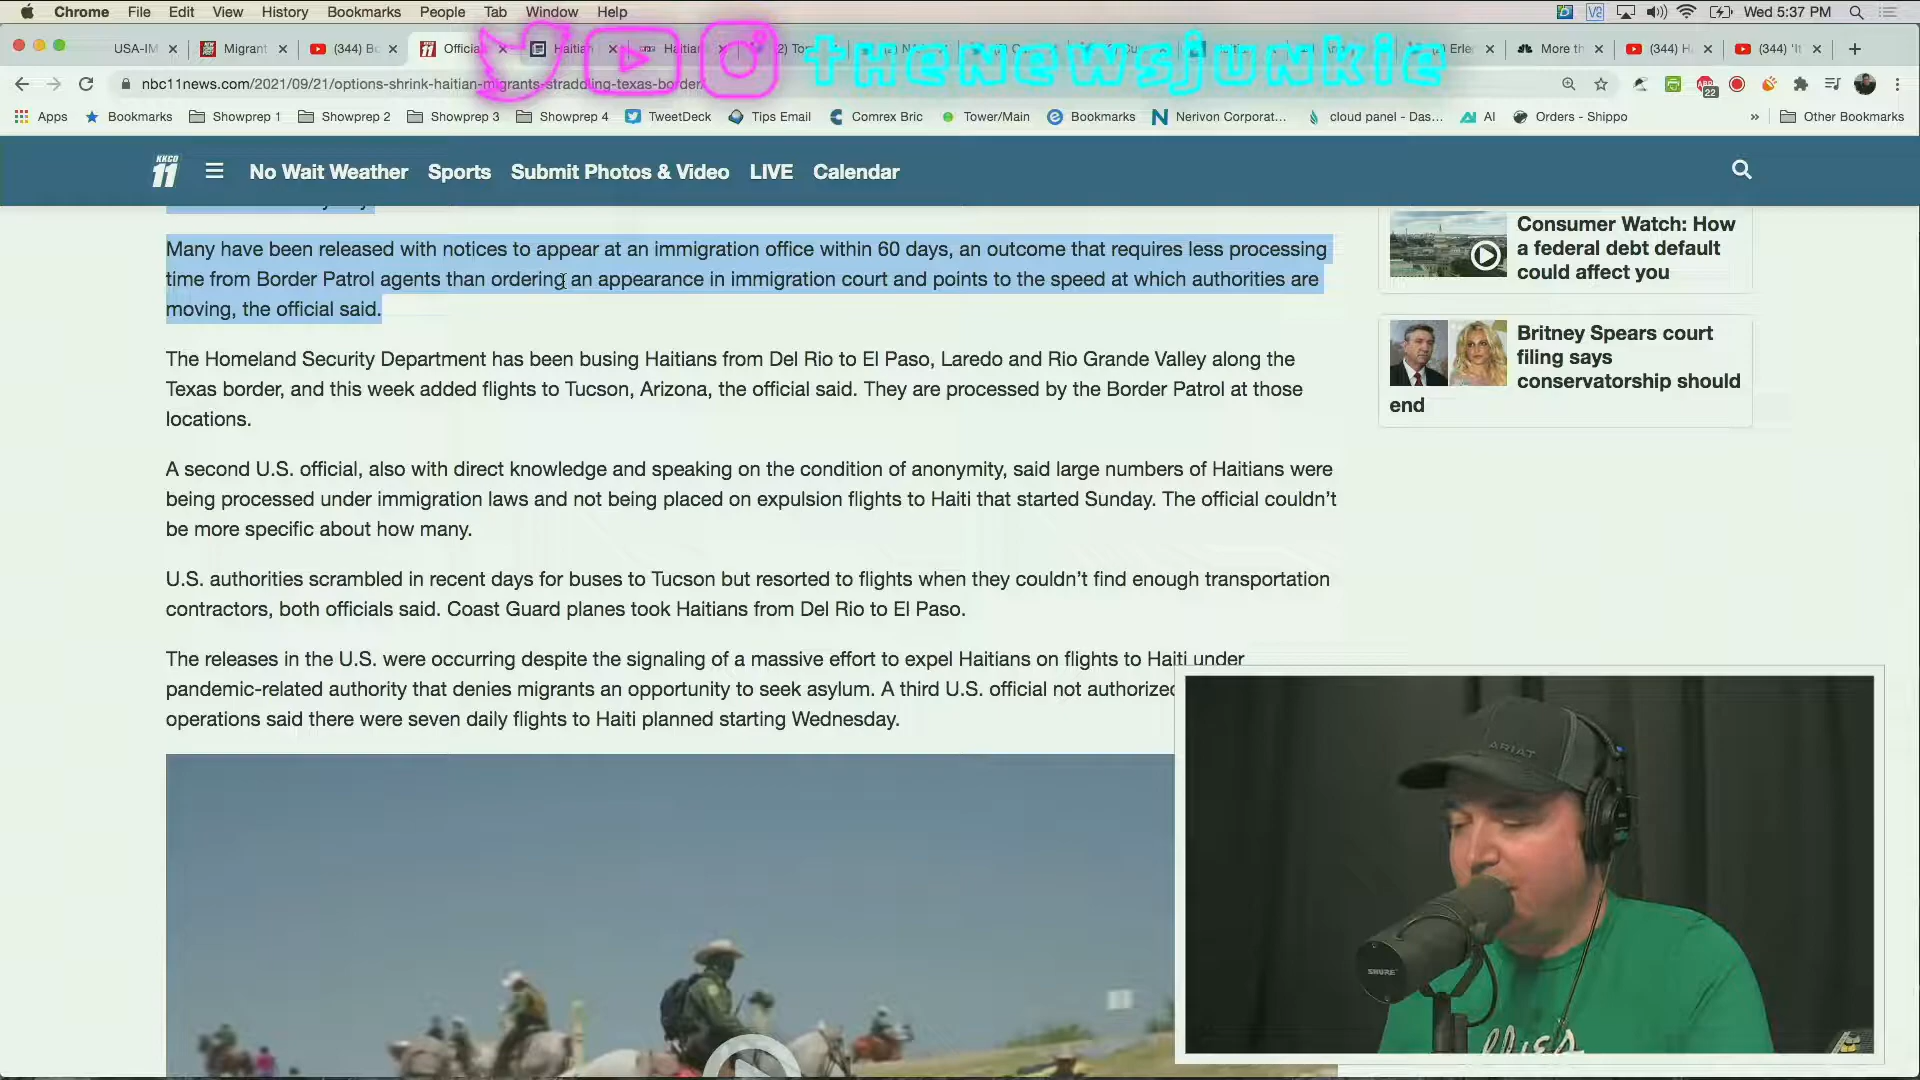 Chrome File Edit View History Bookmarks People Tab Window Help Wed 5:37 PM
USA-IM Migrant (344) Bo Officia Haitian Haitian More th (344) H (344) 'It
thenewsjunkie
nbc11news.com/2021/09/21/options-shrink-haitian-migrants-straddling-texas-border/
22
Apps Bookmarks Showprep 1 Showprep 2 Showprep 3 Showprep 4 TweetDeck Tips Email Comrex Bric Tower/Main Bookmarks Nerivon Corporat... cloud panel - Das... AI Orders - Shippo » Other Bookmarks
KKCO
11 No Wait Weather Sports Submit Photos & Video LIVE Calendar
Many have been released with notices to appear at an immigration office within 60 days, an outcome that requires less processing
time from Border Patrol agents than ordering an appearance in immigration court and points to the speed at which authorities are
moving, the official said.
The Homeland Security Department has been busing Haitians from Del Rio to El Paso, Laredo and Rio Grande Valley along the
Texas border, and this week added flights to Tucson, Arizona, the official said. They are processed by the Border Patrol at those
locations.
A second U.S. official, also with direct knowledge and speaking on the condition of anonymity, said large numbers of Haitians were
being processed under immigration laws and not being placed on expulsion flights to Haiti that started Sunday. The official couldn't
be more specific about how many.
U.S. authorities scrambled in recent days for buses to Tucson but resorted to flights when they couldn't find enough transportation
contractors, both officials said. Coast Guard planes took Haitians from Del Rio to El Paso.
The releases in the U.S. were occurring despite the signaling of a massive effort to expel Haitians on flights to Haiti under
pandemic-related authority that denies migrants an opportunity to seek asylum. A third U.S. official not authorized
operations said there were seven daily flights to Haiti planned starting Wednesday.
Consumer Watch: How
a federal debt default
could affect you
Britney Spears court
filing says
conservatorship should
end
ARIAT
SHURE